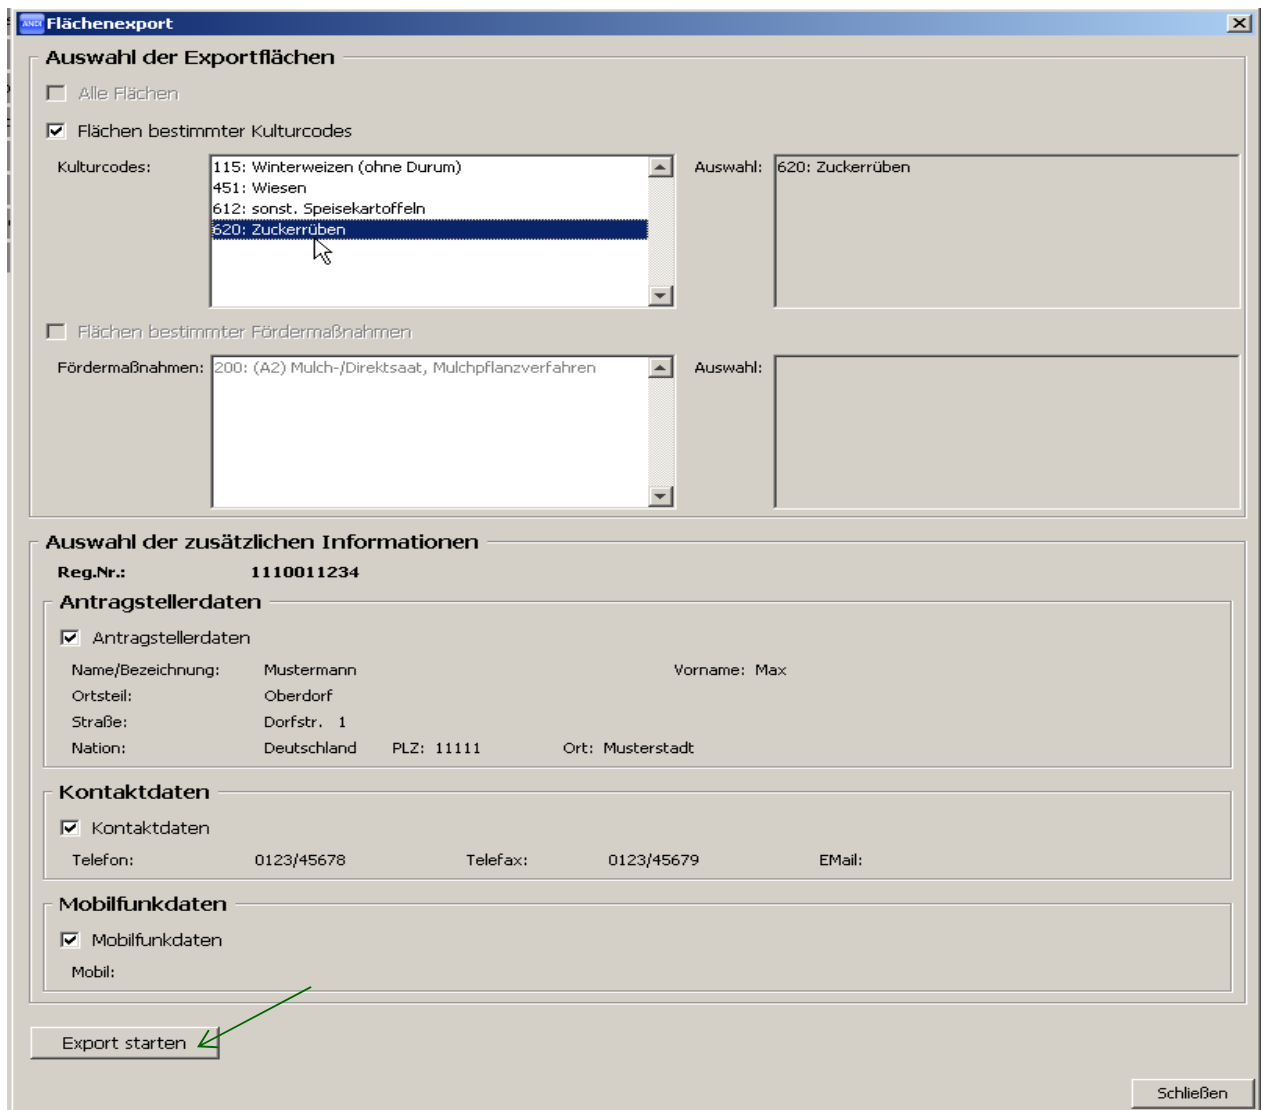 ANDI Flächenexport
Auswahl der Exportflächen
Alle Flächen
Flächen bestimmter Kulturcodes
Kulturcodes: 115: Winterweizen (ohne Durum) Auswahl: 620: Zuckerrüben
451: Wiesen
612: sonst. Speisekartoffeln
620: Zuckerrüben
Flächen bestimmter Fördermaßnahmen
Fördermaßnahmen: 200: (A2) Mulch-/Direktsaat, Mulchpflanzverfahren Auswahl:
Auswahl der zusätzlichen Informationen
Reg.Nr.: 1110011234
Antragstellerdaten
Antragstellerdaten
Name/Bezeichnung: Mustermann Vorname: Max
Ortsteil: Oberdorf
Straße: Dorfstr. 1
Nation: Deutschland PLZ: 11111 Ort: Musterstadt
Kontaktdaten
Kontaktdaten
Telefon: 0123/45678 Telefax: 0123/45679 EMail:
Mobilfunkdaten
Mobilfunkdaten
Mobil:
Export starten
Schließen